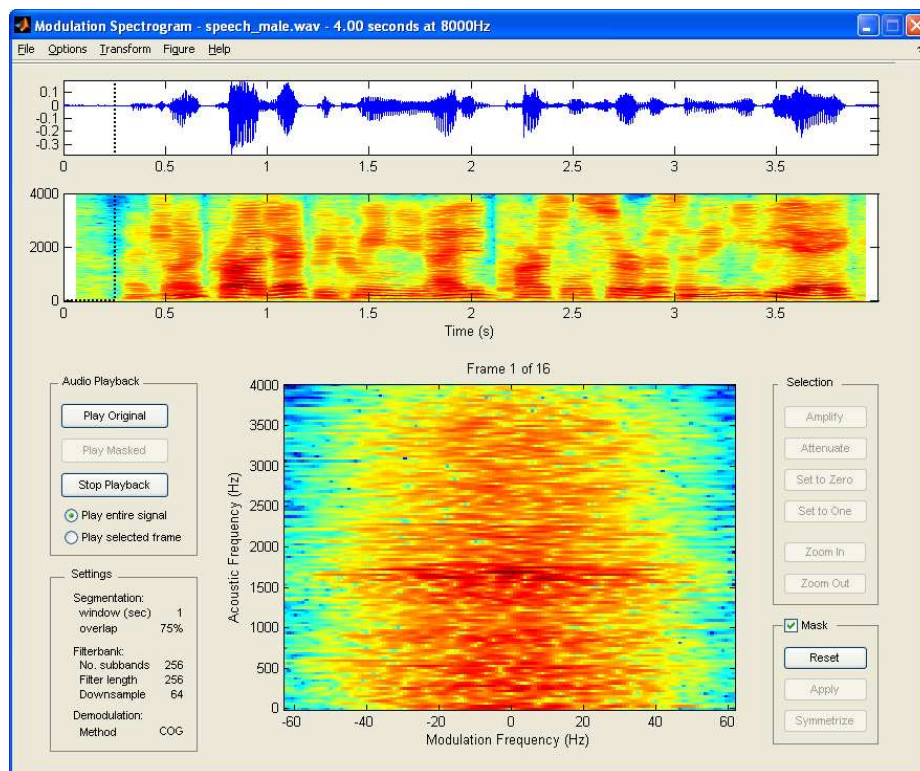 Modulation Spectrogram - speech_male.wav - 4.00 seconds at 8000Hz
File Options Transform Figure Help
0.1
0
-0.1
-0.2
-0.3
0 0.5 1 1.5 2 2.5 3 3.5
4000
2000
0
0 0.5 1 1.5 2 2.5 3 3.5
Time (s)
Audio Playback
Play Original
Play Masked
Stop Playback
Play entire signal
Play selected frame
Settings
Segmentation:
window (sec) 1
overlap 75%
Filterbank:
No. subbands 256
Filter length 256
Downsample 64
Demodulation:
Method COG
Frame 1 of 16
Acoustic Frequency (Hz)
4000
3500
3000
2500
2000
1500
1000
500
0
-60 -40 -20 0 20 40 60
Modulation Frequency (Hz)
Selection
Amplify
Attenuate
Set to Zero
Set to One
Zoom In
Zoom Out
Mask
Reset
Apply
Symmetrize